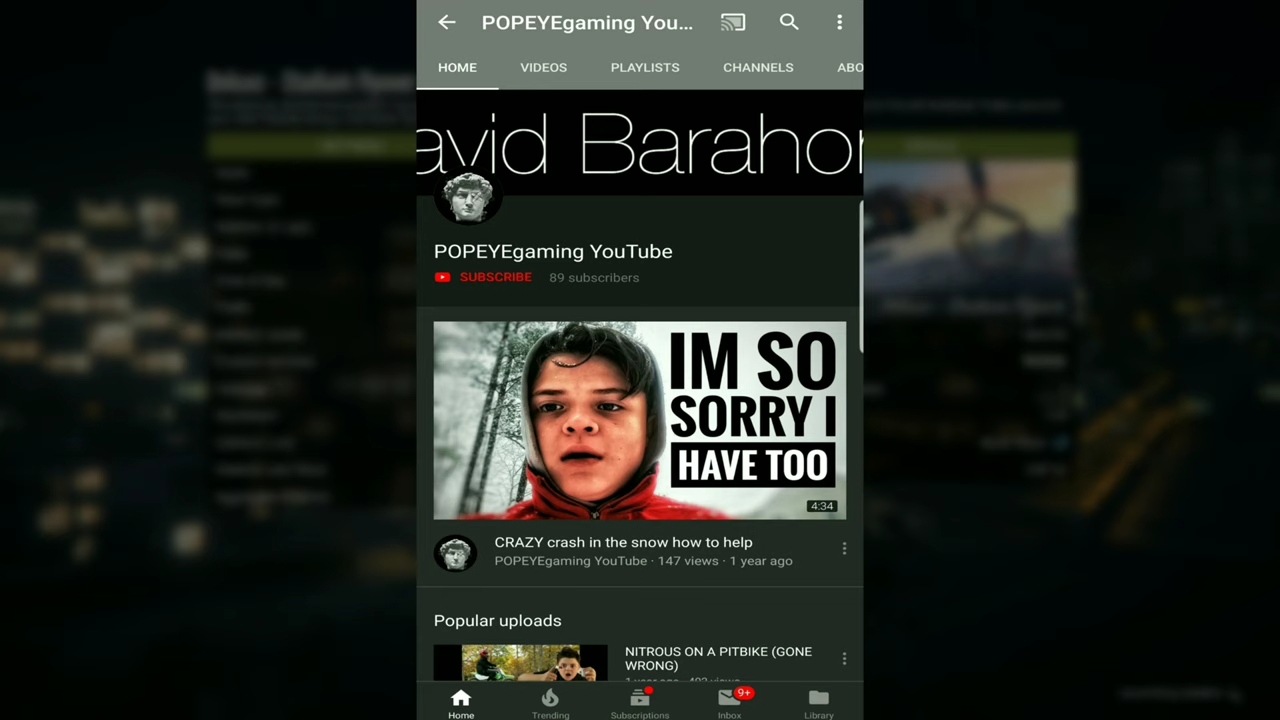 POPEYEgaming You...
HOME VIDEOS PLAYLISTS CHANNELS ABO
avid Baraho
POPEYEgaming YouTube
SUBSCRIBE 89 subscribers
IM SO
SORRY I
HAVE TOO
4:34
CRAZY crash in the snow how to help
POPEYEgaming YouTube · 147 views · 1 year ago
Popular uploads
NITROUS ON A PITBIKE (GONE
WRONG)
Home Trending Subscriptions Inbox 9+ Library